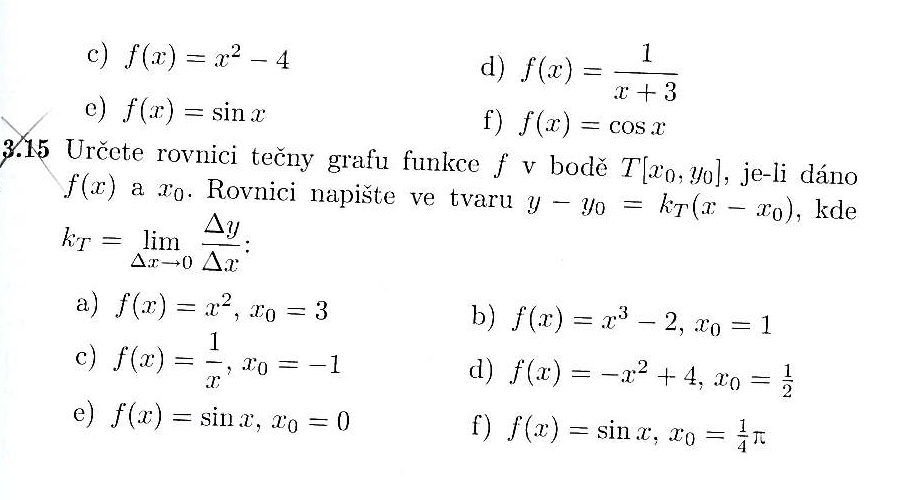 c) f(x) = x² − 4
d) f(x) = 1/(x + 3)
e) f(x) = sin x
f) f(x) = cos x
3.15 Určete rovnici tečny grafu funkce f v bodě T[x₀, y₀], je-li dáno
f(x) a x₀. Rovnici napište ve tvaru y − y₀ = k_T(x − x₀), kde
k_T = lim_{Δx→0} Δy/Δx:
a) f(x) = x², x₀ = 3
b) f(x) = x³ − 2, x₀ = 1
c) f(x) = 1/x, x₀ = −1
d) f(x) = −x² + 4, x₀ = 1/2
e) f(x) = sin x, x₀ = 0
f) f(x) = sin x, x₀ = 1/4 π